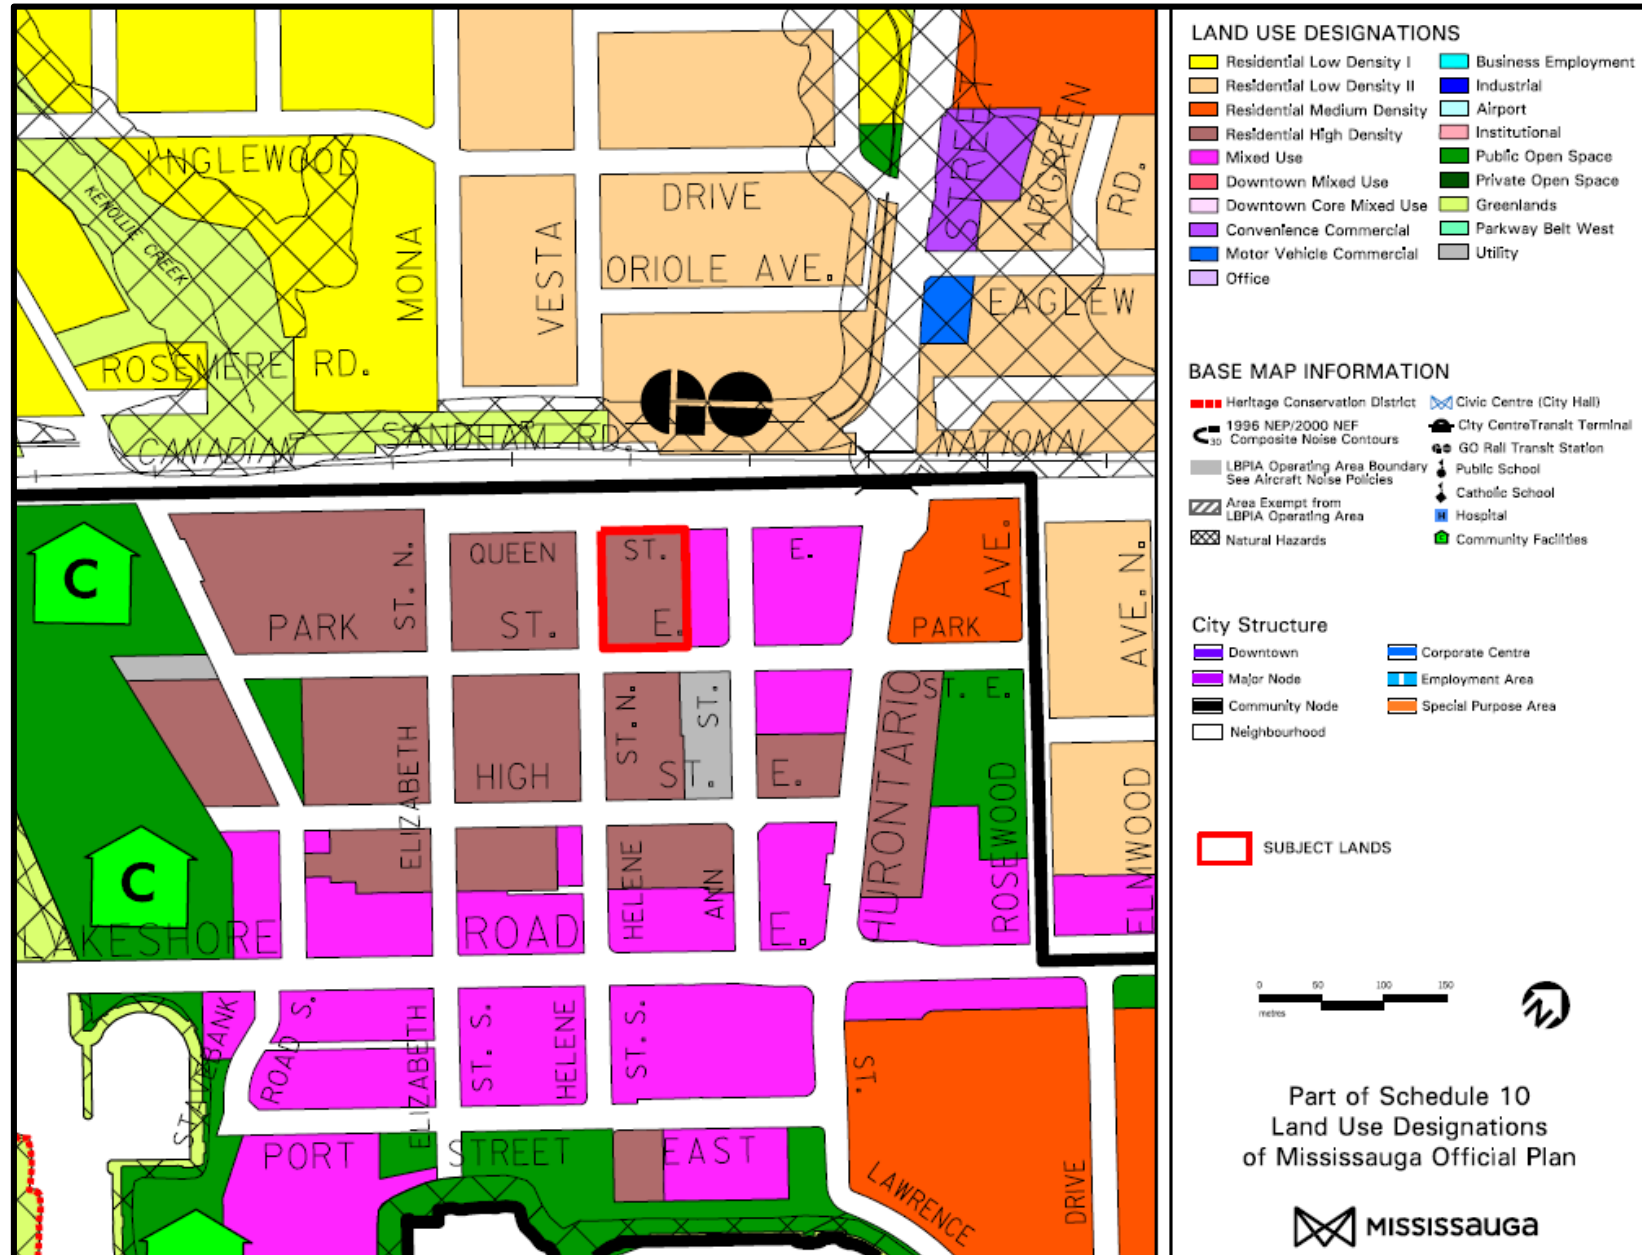 INGLEWOOD
KENOLLIE CREEK
MONA
VESTA
DRIVE
ORIOLE AVE.
STREET
ARGREEN
RD.
EAGLEW
ROSEMERE RD.
CANADIAN
SANDHAM RD.
NATIONAL
GO
C
QUEEN ST. E.
PARK ST. E.
ST. N.
PARK
AVE.
AVE. N.
ELIZABETH
HIGH ST. E.
ST. N.
ST.
ST. E.
HURONTARIO
ROSEWOOD
ELMWOOD
C
HELENE
ANN
LAKESHORE ROAD E.
STAVEBANK
ROAD S.
ELIZABETH
ST. S.
HELENE
ST. S.
ST.
PORT STREET EAST
LAWRENCE
DRIVE
LAND USE DESIGNATIONS
Residential Low Density I
Residential Low Density II
Residential Medium Density
Residential High Density
Mixed Use
Downtown Mixed Use
Downtown Core Mixed Use
Convenience Commercial
Motor Vehicle Commercial
Office
Business Employment
Industrial
Airport
Institutional
Public Open Space
Private Open Space
Greenlands
Parkway Belt West
Utility
BASE MAP INFORMATION
Heritage Conservation District
1996 NEP/2000 NEF
Composite Noise Contours
30
LBPIA Operating Area Boundary
See Aircraft Noise Policies
Area Exempt from
LBPIA Operating Area
Natural Hazards
Civic Centre (City Hall)
City CentreTransit Terminal
GO Rail Transit Station
Public School
Catholic School
H Hospital
Community Facilities
City Structure
Downtown
Major Node
Community Node
Neighbourhood
Corporate Centre
Employment Area
Special Purpose Area
SUBJECT LANDS
0 50 100 150
metres
N
Part of Schedule 10
Land Use Designations
of Mississauga Official Plan
MISSISSAUGA